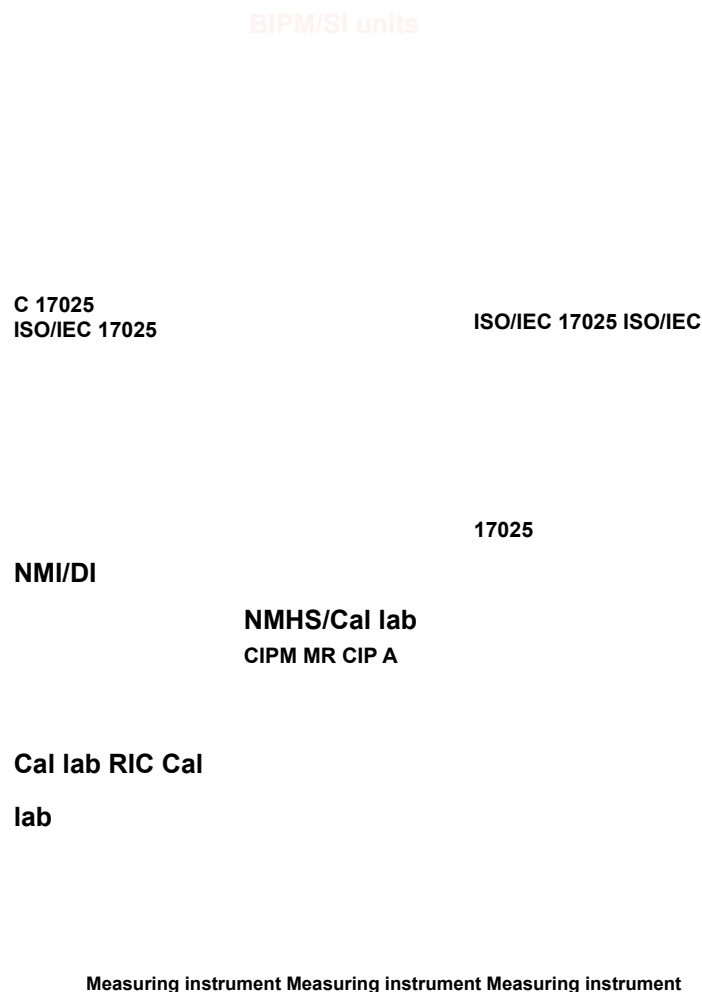 BIPM/SI units
C 17025
ISO/IEC 17025
ISO/IEC 17025 ISO/IEC
17025
NMI/DI
NMHS/Cal lab
CIPM MR CIP A
Cal lab RIC Cal
lab
Measuring instrument Measuring instrument Measuring instrument